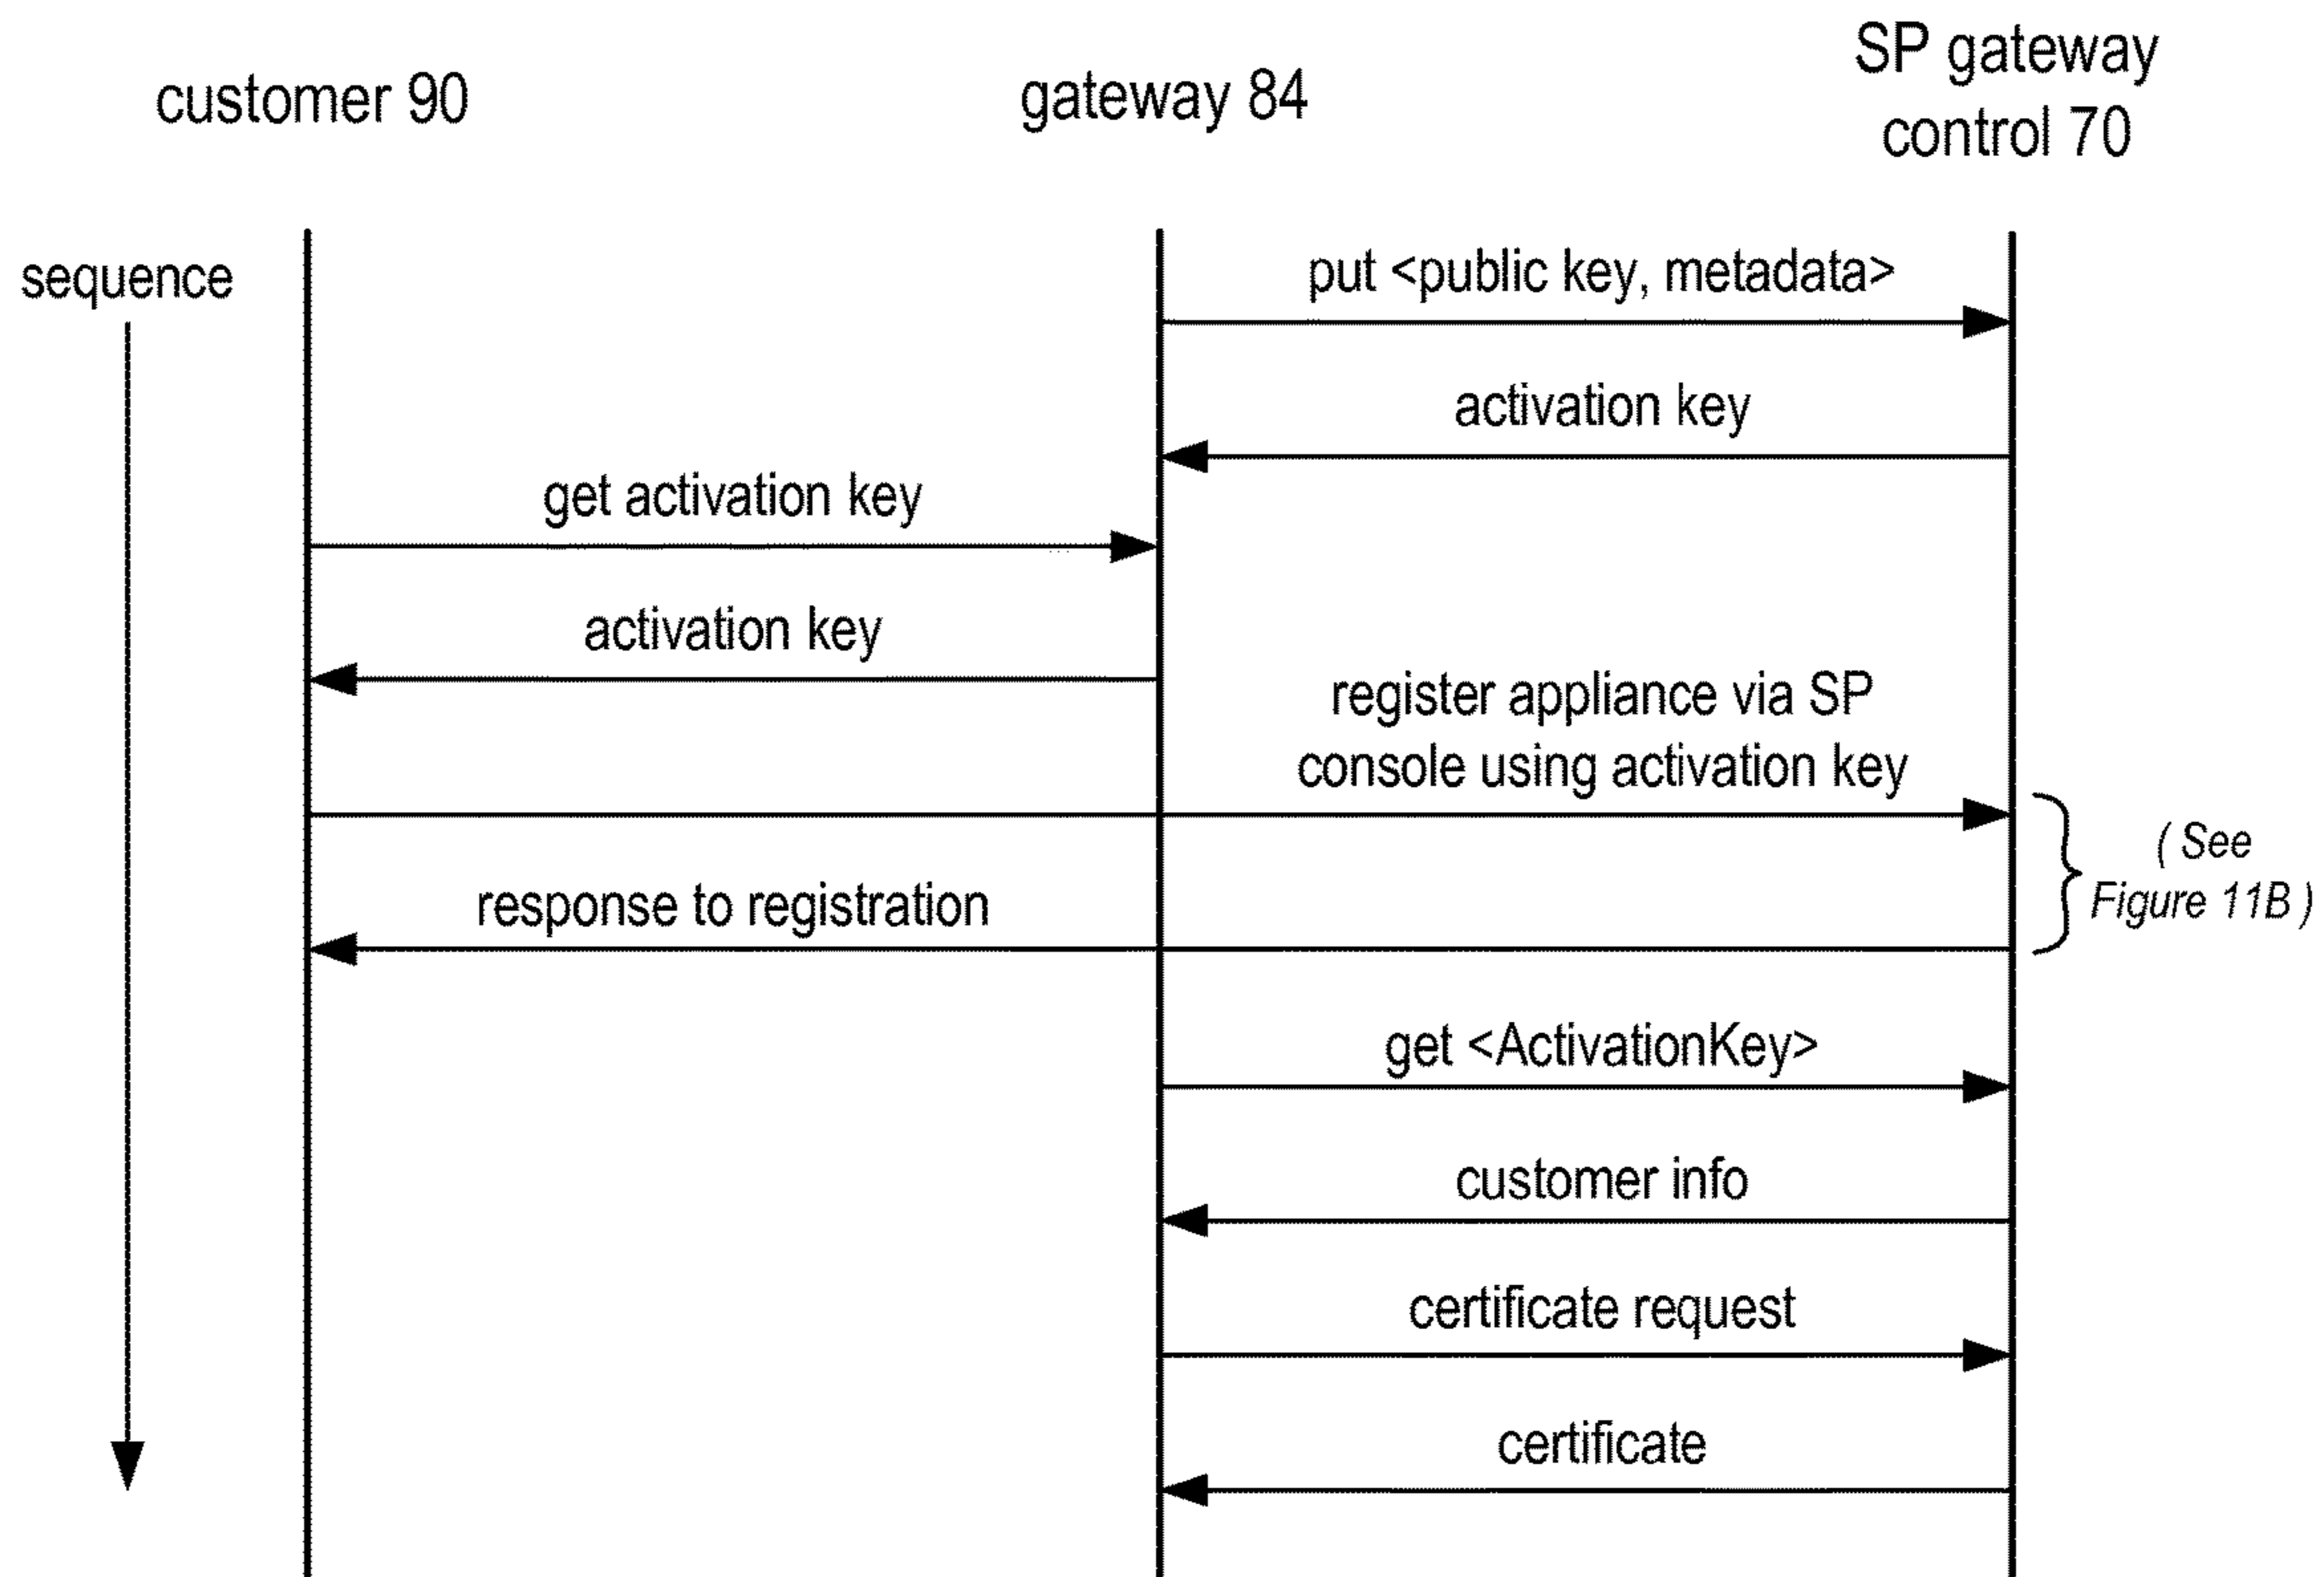 customer 90
gateway 84
SP gateway
control 70
sequence
put <public key, metadata>
activation key
get activation key
activation key
register appliance via SP
console using activation key
( See
Figure 11B )
response to registration
get <ActivationKey>
customer info
certificate request
certificate